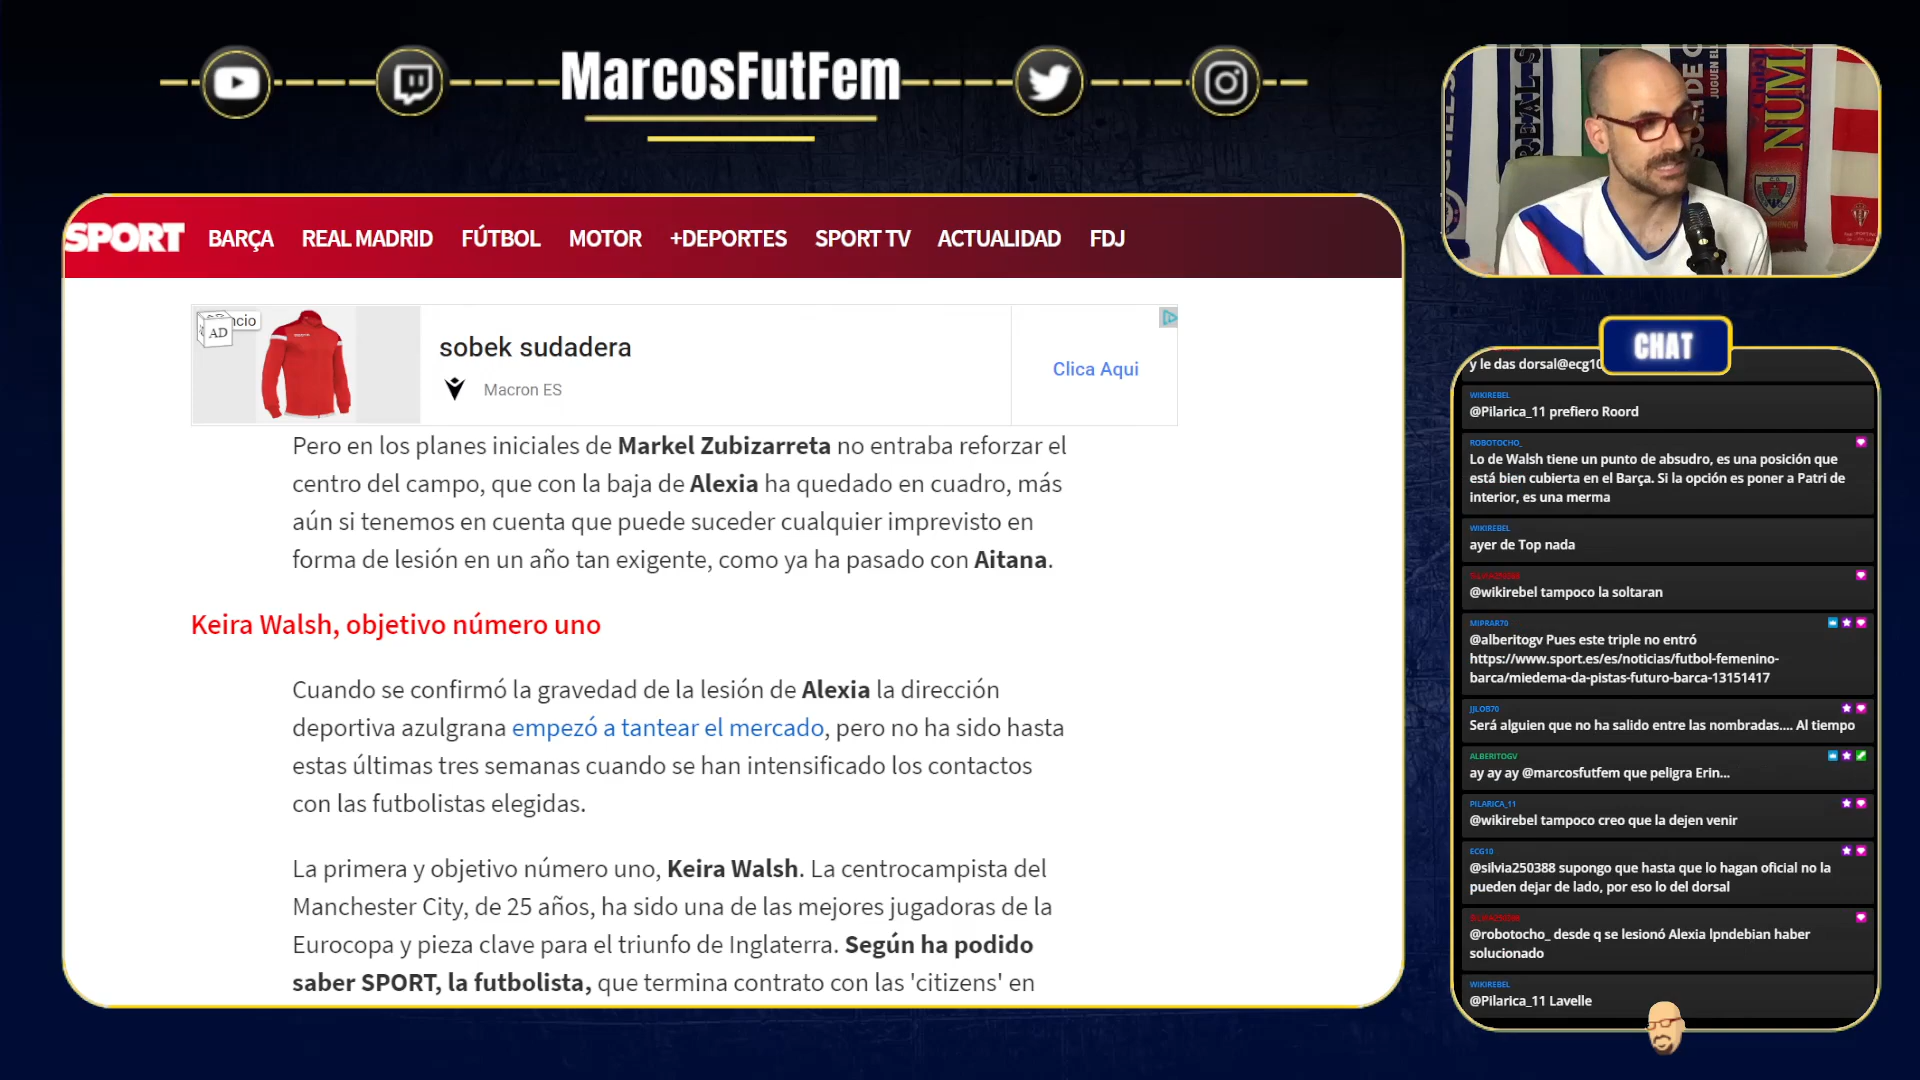 MarcosFutFem
SPORT BARÇA REAL MADRID FÚTBOL MOTOR +DEPORTES SPORT TV ACTUALIDAD FDJ
AD
sobek sudadera
Macron ES
Clica Aqui
Pero en los planes iniciales de Markel Zubizarreta no entraba reforzar el
centro del campo, que con la baja de Alexia ha quedado en cuadro, más
aún si tenemos en cuenta que puede suceder cualquier imprevisto en
forma de lesión en un año tan exigente, como ya ha pasado con Aitana.
Keira Walsh, objetivo número uno
Cuando se confirmó la gravedad de la lesión de Alexia la dirección
deportiva azulgrana empezó a tantear el mercado, pero no ha sido hasta
estas últimas tres semanas cuando se han intensificado los contactos
con las futbolistas elegidas.
La primera y objetivo número uno, Keira Walsh. La centrocampista del
Manchester City, de 25 años, ha sido una de las mejores jugadoras de la
Eurocopa y pieza clave para el triunfo de Inglaterra. Según ha podido
saber SPORT, la futbolista, que termina contrato con las 'citizens' en
NUMA
CHAT
y le das dorsal@ecg10
WIKIREBEL
@Pilarica_11 prefiero Roord
ROBOTOCHO_
Lo de Walsh tiene un punto de absudro, es una posición que
está bien cubierta en el Barça. Si la opción es poner a Patri de
interior, es una merma
WIKIREBEL
ayer de Top nada
SILVIA250388
@wikirebel tampoco la soltaran
MIPRAR70
@alberitogv Pues este triple no entró
https://www.sport.es/es/noticias/futbol-femenino-
barca/miedema-da-pistas-futuro-barca-13151417
JJLOB70
Será alguien que no ha salido entre las nombradas.... Al tiempo
ALBERITOGV
ay ay ay @marcosfutfem que peligra Erin...
PILARICA_11
@wikirebel tampoco creo que la dejen venir
ECG10
@silvia250388 supongo que hasta que lo hagan oficial no la
pueden dejar de lado, por eso lo del dorsal
SILVIA250388
@robotocho_ desde q se lesionó Alexia lpndebian haber
solucionado
WIKIREBEL
@Pilarica_11 Lavelle